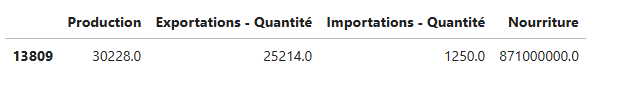 Production Exportations - Quantité Importations - Quantité Nourriture
13809 30228.0 25214.0 1250.0 871000000.0